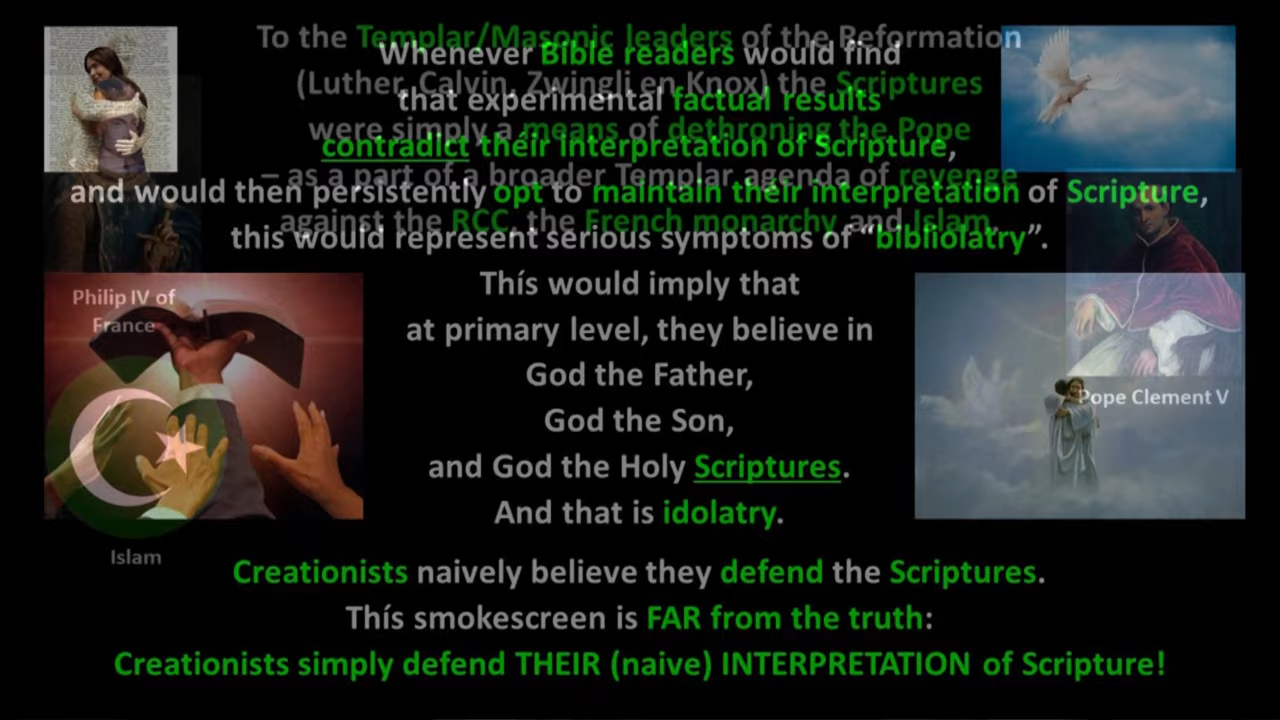 To the Templar/Masonic leaders of the Reformation
Whenever Bible readers would find
(Luther, Calvin, Zwingli en Knox) the Scriptures
that experimental factual results
were simply a means of dethroning the Pope
contradict their interpretation of Scripture,
– as a part of a broader Templar agenda of revenge
and would then persistently opt to maintain their interpretation of Scripture,
against the RCC, the French monarchy and Islam.
this would represent serious symptoms of “bibliolatry”.
Thís would imply that
Philip IV of
France
at primary level, they believe in
God the Father,
Pope Clement V
God the Son,
and God the Holy Scriptures.
And that is idolatry.
Islam
Creationists naively believe they defend the Scriptures.
Thís smokescreen is FAR from the truth:
Creationists simply defend THEIR (naive) INTERPRETATION of Scripture!